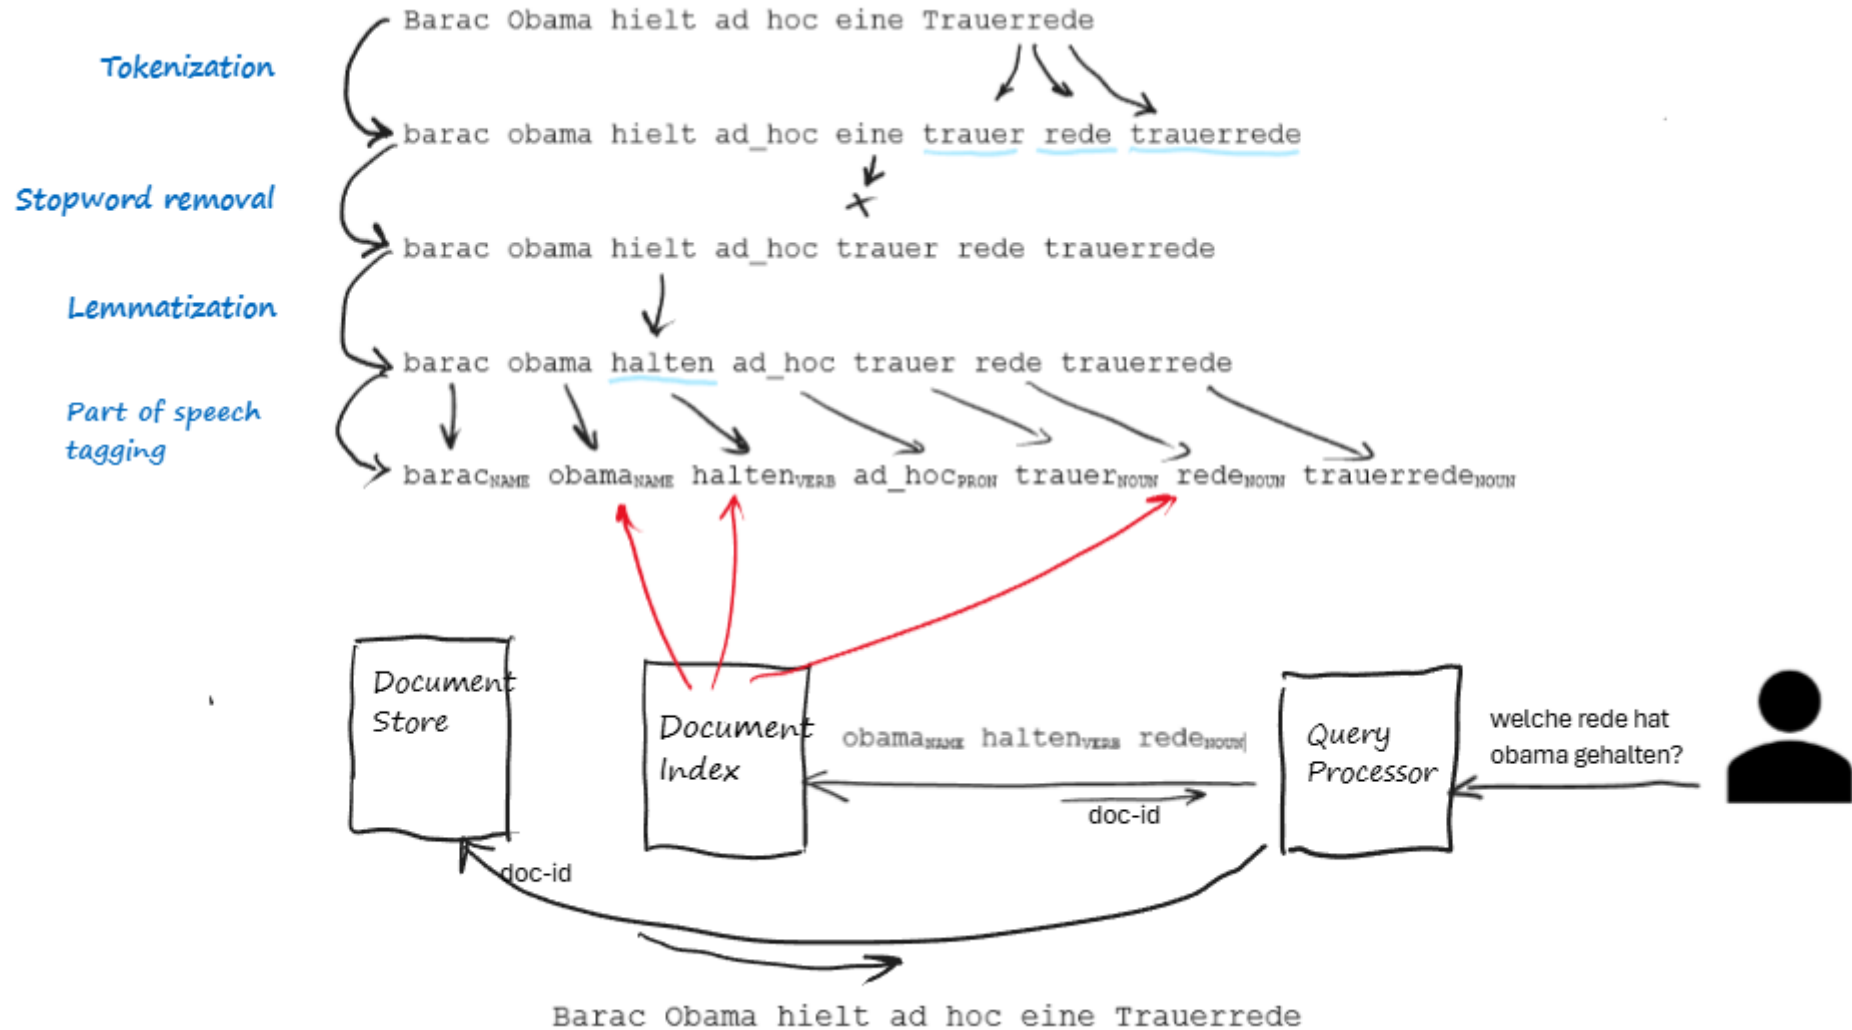 Barac Obama hielt ad hoc eine Trauerrede
Tokenization
barac obama hielt ad_hoc eine trauer rede trauerrede
Stopword removal
barac obama hielt ad_hoc trauer rede trauerrede
Lemmatization
barac obama halten ad_hoc trauer rede trauerrede
Part of speech
tagging
baracNAME obamaNAME haltenVERB ad_hocPRON trauerNOUN redeNOUN trauerredeNOUN
Document
Store
Document
Index
obamaNAME haltenVERB redeNOUN
doc-id
Query
Processor
welche rede hat
obama gehalten?
doc-id
Barac Obama hielt ad hoc eine Trauerrede